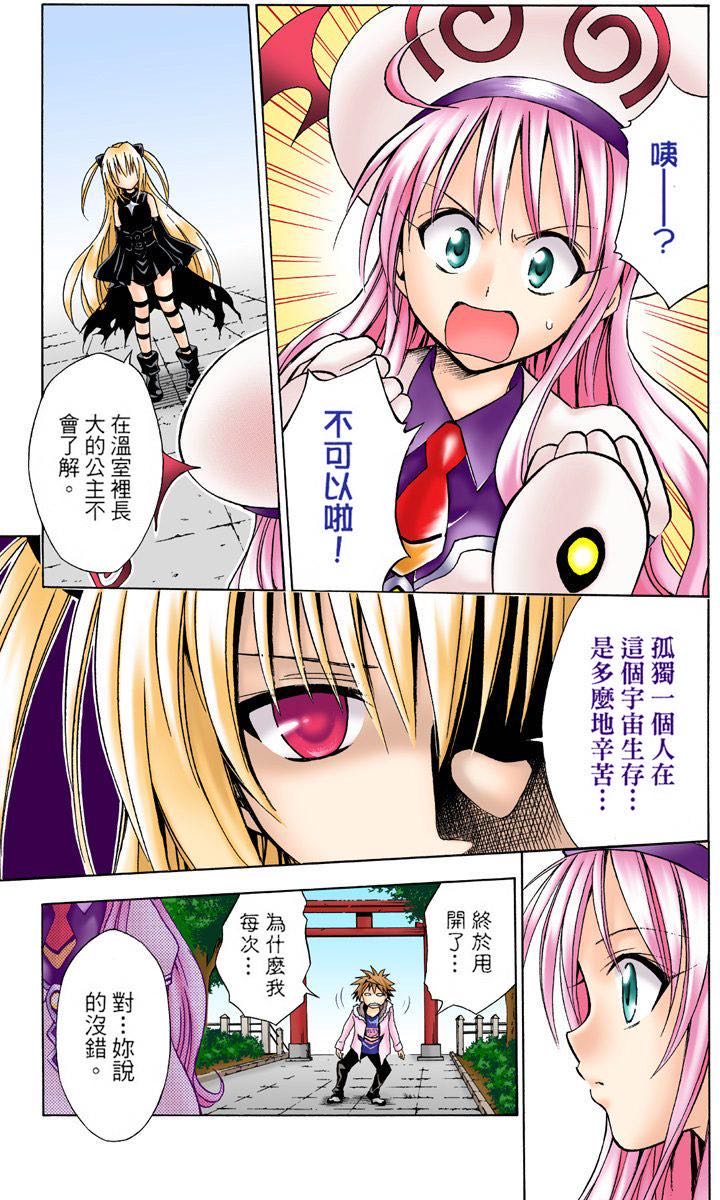 咦——？
不可以啦！
在溫室裡長
大的公主不
會了解。
孤獨一個人在
這個宇宙生存…
是多麼地辛苦…
終於甩
開了…
為什麼我
每次…
對…妳說
的沒錯。